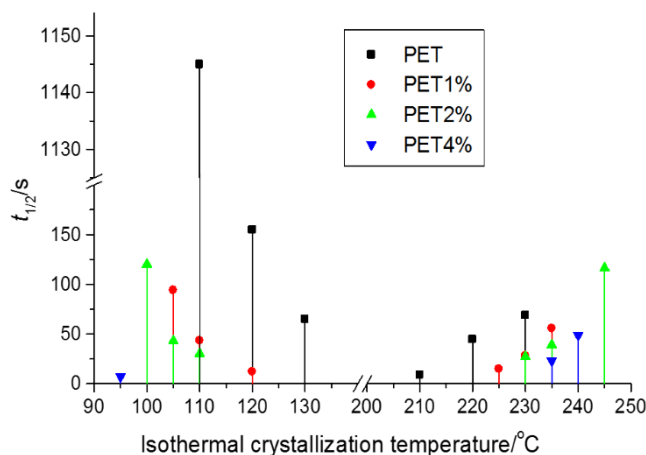 1150
1140
1130
150
100
50
0
t1/2/s
PET
PET1%
PET2%
PET4%
90 100 110 120 130 200 210 220 230 240 250
Isothermal crystallization temperature/°C